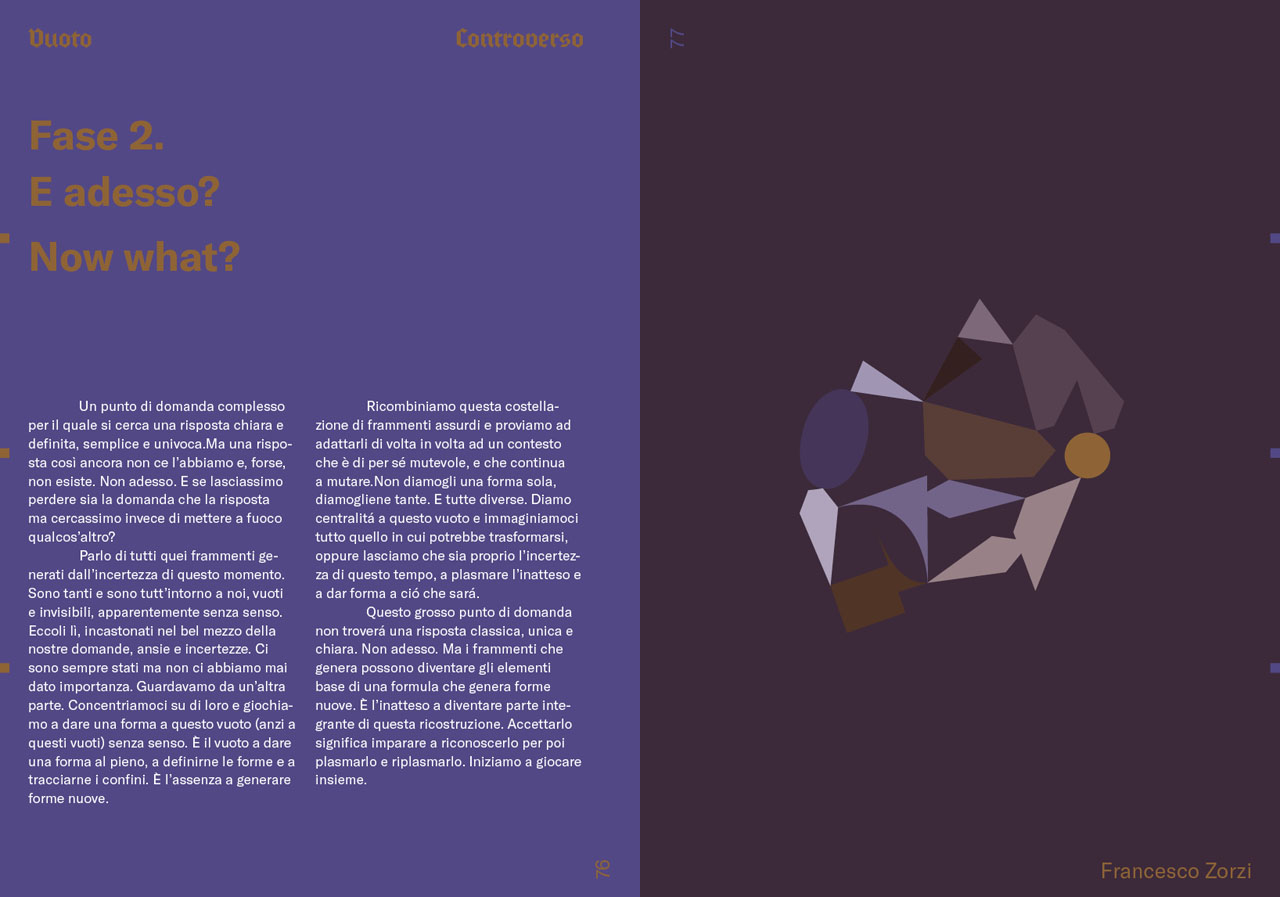 Vuoto
Controverso
77
Fase 2.
E adesso?
Now what?
Un punto di domanda complesso
per il quale si cerca una risposta chiara e
definita, semplice e univoca.Ma una rispo-
sta così ancora non ce l’abbiamo e, forse,
non esiste. Non adesso. E se lasciassimo
perdere sia la domanda che la risposta
ma cercassimo invece di mettere a fuoco
qualcos’altro?
Parlo di tutti quei frammenti ge-
nerati dall’incertezza di questo momento.
Sono tanti e sono tutt’intorno a noi, vuoti
e invisibili, apparentemente senza senso.
Eccoli lì, incastonati nel bel mezzo della
nostre domande, ansie e incertezze. Ci
sono sempre stati ma non ci abbiamo mai
dato importanza. Guardavamo da un’altra
parte. Concentriamoci su di loro e giochia-
mo a dare una forma a questo vuoto (anzi a
questi vuoti) senza senso. È il vuoto a dare
una forma al pieno, a definirne le forme e a
tracciarne i confini. È l’assenza a generare
forme nuove.
Ricombiniamo questa costella-
zione di frammenti assurdi e proviamo ad
adattarli di volta in volta ad un contesto
che è di per sé mutevole, e che continua
a mutare.Non diamogli una forma sola,
diamogliene tante. E tutte diverse. Diamo
centralitá a questo vuoto e immaginiamoci
tutto quello in cui potrebbe trasformarsi,
oppure lasciamo che sia proprio l’incertez-
za di questo tempo, a plasmare l’inatteso e
a dar forma a ció che sará.
Questo grosso punto di domanda
non troverá una risposta classica, unica e
chiara. Non adesso. Ma i frammenti che
genera possono diventare gli elementi
base di una formula che genera forme
nuove. È l’inatteso a diventare parte inte-
grante di questa ricostruzione. Accettarlo
significa imparare a riconoscerlo per poi
plasmarlo e riplasmarlo. Iniziamo a giocare
insieme.
76
Francesco Zorzi